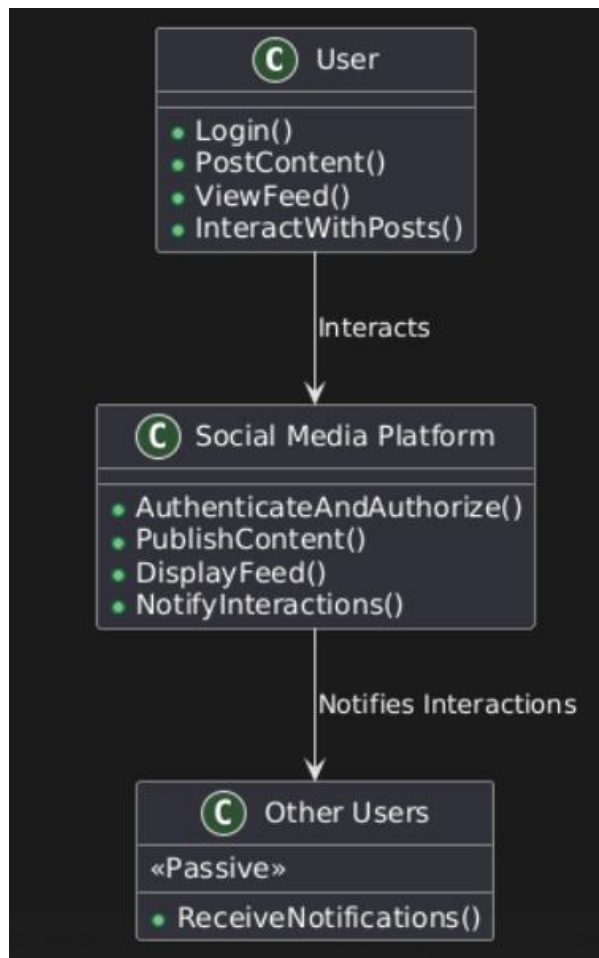 C User
Login()
PostContent()
ViewFeed()
InteractWithPosts()
Interacts
C Social Media Platform
AuthenticateAndAuthorize()
PublishContent()
DisplayFeed()
NotifyInteractions()
Notifies Interactions
C Other Users
«Passive»
ReceiveNotifications()